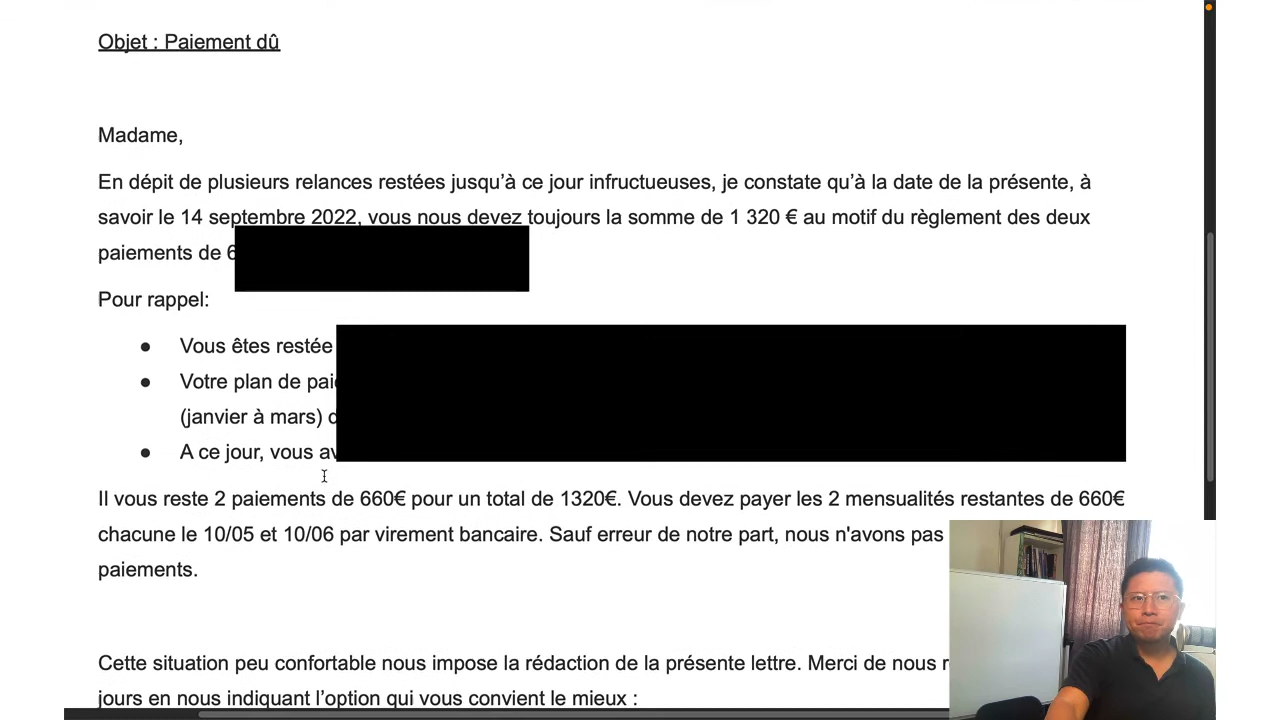 Objet : Paiement dû
Madame,
En dépit de plusieurs relances restées jusqu'à ce jour infructueuses, je constate qu'à la date de la présente, à
savoir le 14 septembre 2022, vous nous devez toujours la somme de 1 320 € au motif du règlement des deux
paiements de 6
Pour rappel:
● Vous êtes restée
● Votre plan de
(janvier à mars)
● A ce jour, vous
Il vous reste 2 paiements de 660€ pour un total de 1320€. Vous devez payer les 2 mensualités restantes de 660€
chacune le 10/05 et 10/06 par virement bancaire. Sauf erreur de notre part, nous n'avons pas
paiements.
Cette situation peu confortable nous impose la rédaction de la présente lettre. Merci de nous
jours en nous indiquant l'option qui vous convient le mieux :